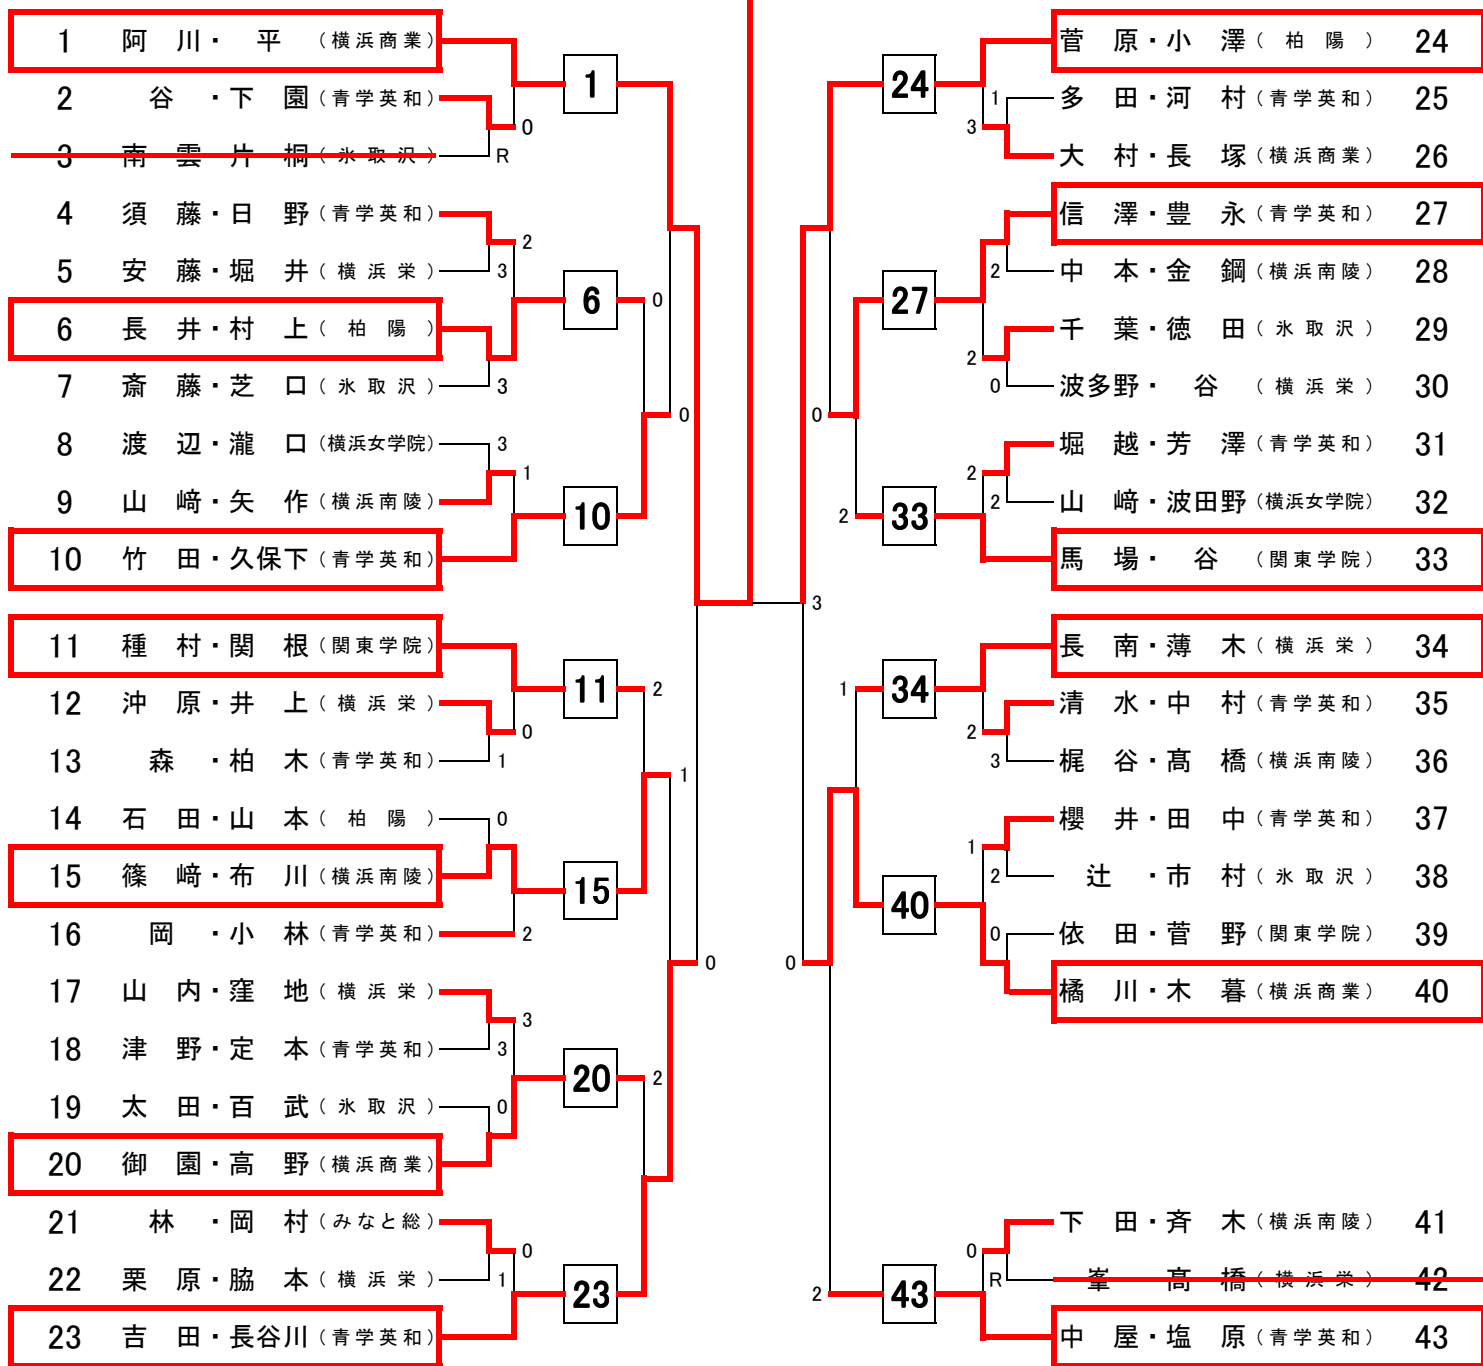 1 阿川・平（横浜商業）
2 谷・下園（青学英和）
0
3 南雲 片桐（氷取沢）
R
1
4 須藤・日野（青学英和）
2
5 安藤・堀井（横浜栄）
3
6 長井・村上（柏陽）
6
0
7 斎藤・芝口（氷取沢）
3
0
8 渡辺・瀧口（横浜女学院）
3
1
9 山﨑・矢作（横浜南陵）
10
10 竹田・久保下（青学英和）
11 種村・関根（関東学院）
11
2
12 沖原・井上（横浜栄）
0
13 森・柏木（青学英和）
1
1
14 石田・山本（柏陽）
0
15 篠﨑・布川（横浜南陵）
15
16 岡・小林（青学英和）
2
0
17 山内・窪地（横浜栄）
3
18 津野・定本（青学英和）
3
20
2
19 太田・百武（氷取沢）
0
20 御園・高野（横浜商業）
21 林・岡村（みなと総）
0
22 栗原・脇本（横浜栄）
1
23
23 吉田・長谷川（青学英和）
3
菅原・小澤（柏陽） 24
24
1
多田・河村（青学英和） 25
3
大村・長塚（横浜商業） 26
信澤・豊永（青学英和） 27
2
中本・金鋼（横浜南陵） 28
27
千葉・徳田（氷取沢） 29
2
0
波多野・谷（横浜栄） 30
0
堀越・芳澤（青学英和） 31
2
2
山﨑・波田野（横浜女学院） 32
2
33
馬場・谷（関東学院） 33
長南・薄木（横浜栄） 34
1
34
清水・中村（青学英和） 35
2
3
梶谷・髙橋（横浜南陵） 36
櫻井・田中（青学英和） 37
1
2
辻・市村（氷取沢） 38
40
0
依田・菅野（関東学院） 39
0
橘川・木暮（横浜商業） 40
下田・斉木（横浜南陵） 41
0
R
峯 高橋（横浜栄） 42
2
43
中屋・塩原（青学英和） 43